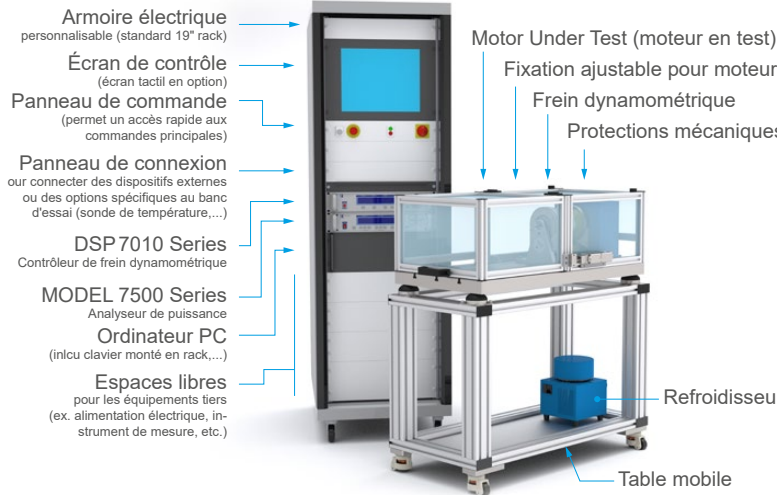 Armoire électrique
personnalisable (standard 19" rack)
Écran de contrôle
(écran tactil en option)
Panneau de commande
(permet un accès rapide aux
commandes principales)
Panneau de connexion
our connecter des dispositifs externes
ou des options spécifiques au banc
d'essai (sonde de température,...)
DSP 7010 Series
Contrôleur de frein dynamométrique
MODEL 7500 Series
Analyseur de puissance
Ordinateur PC
(inlcu clavier monté en rack,...)
Espaces libres
pour les équipements tiers
(ex. alimentation électrique, in-
strument de mesure, etc.)
Motor Under Test (moteur en test)
Fixation ajustable pour moteur
Frein dynamométrique
Protections mécaniques
Refroidisseu
Table mobile